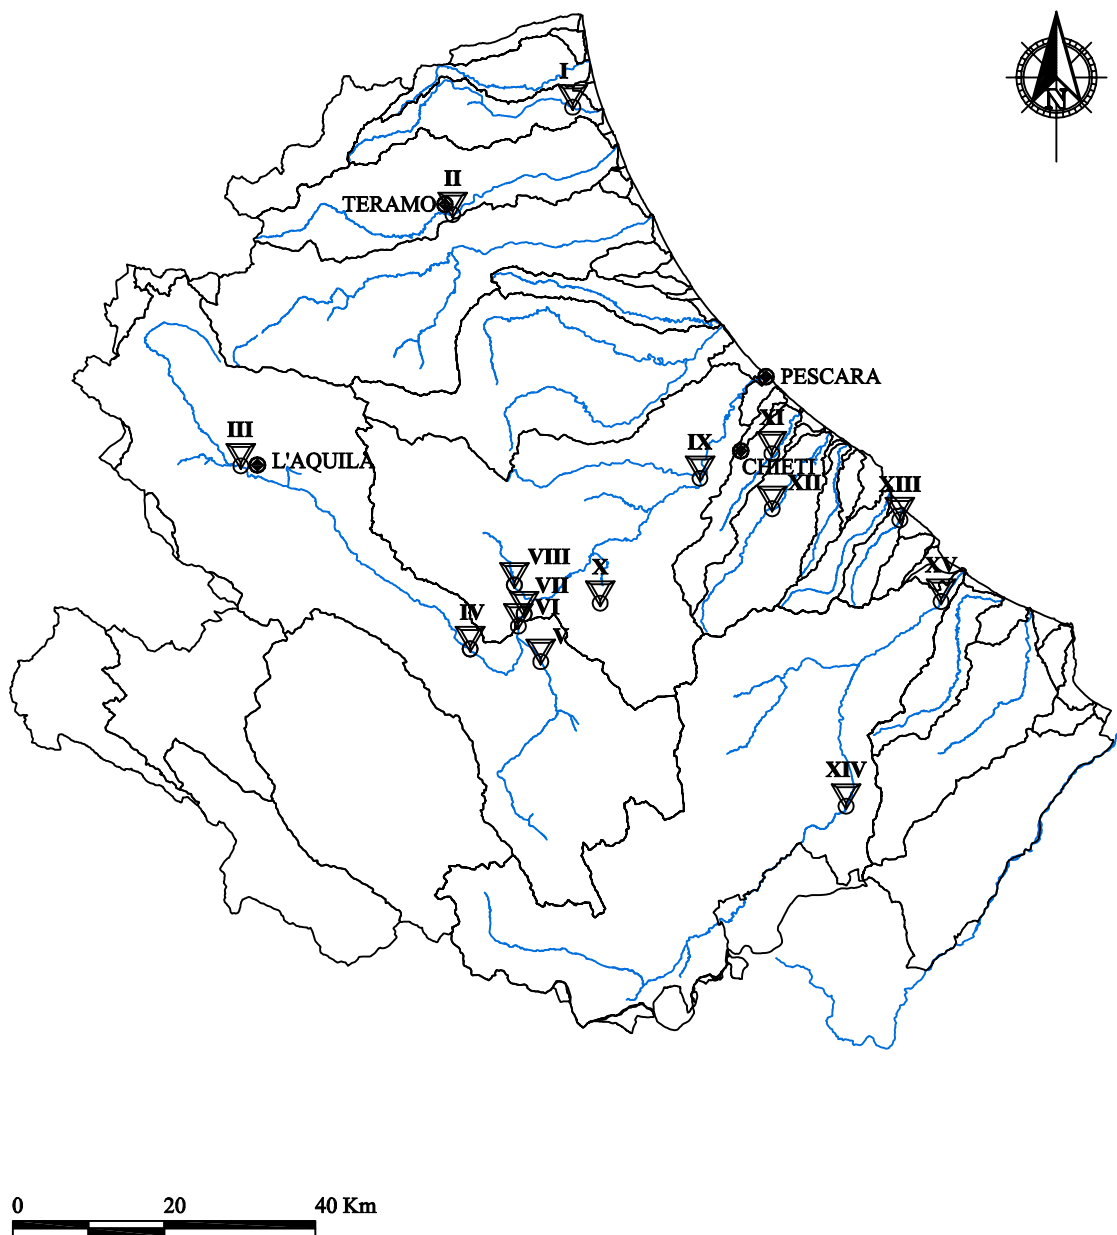 I
N
II
TERAMO
PESCARA
XI
III
IX
L'AQUILA
CHIETI
XII
XIII
VIII
XV
X
VII
VI
IV
V
XIV
0 20 40 Km